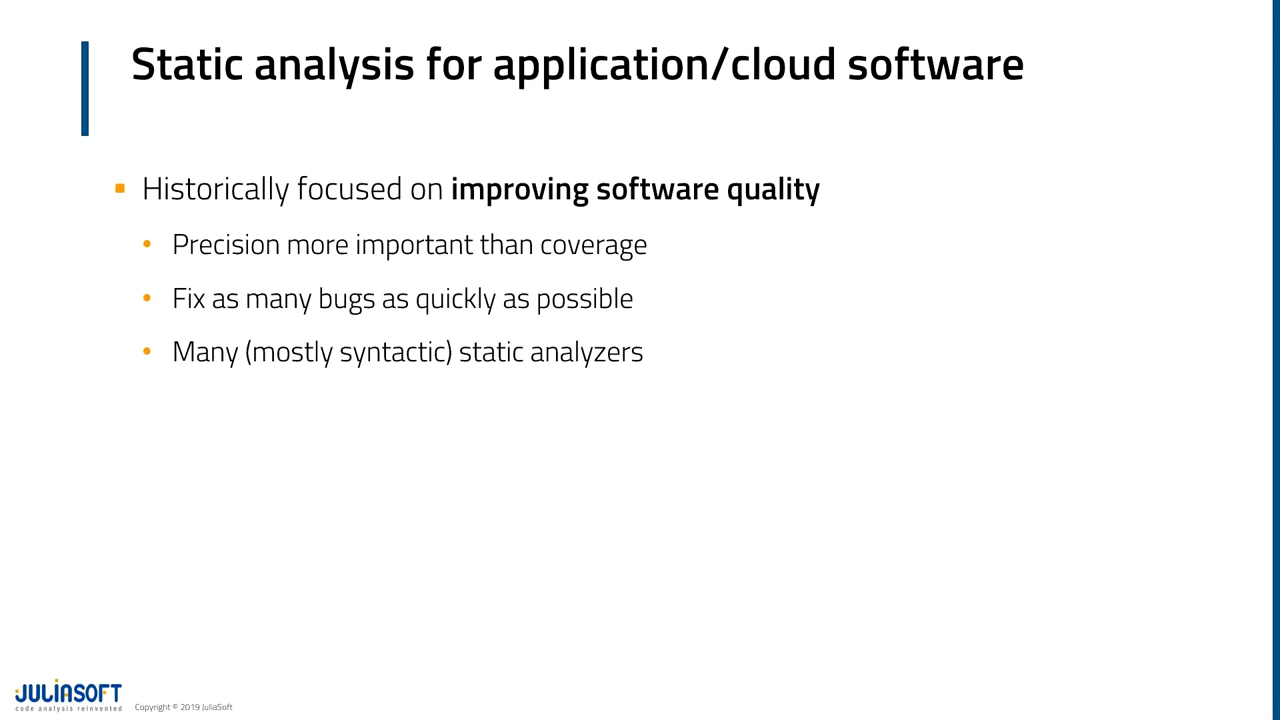 Static analysis for application/cloud software
Historically focused on improving software quality
Precision more important than coverage
Fix as many bugs as quickly as possible
Many (mostly syntactic) static analyzers
JULIASOFT
code analysis reinvented
Copyright © 2019 JuliaSoft